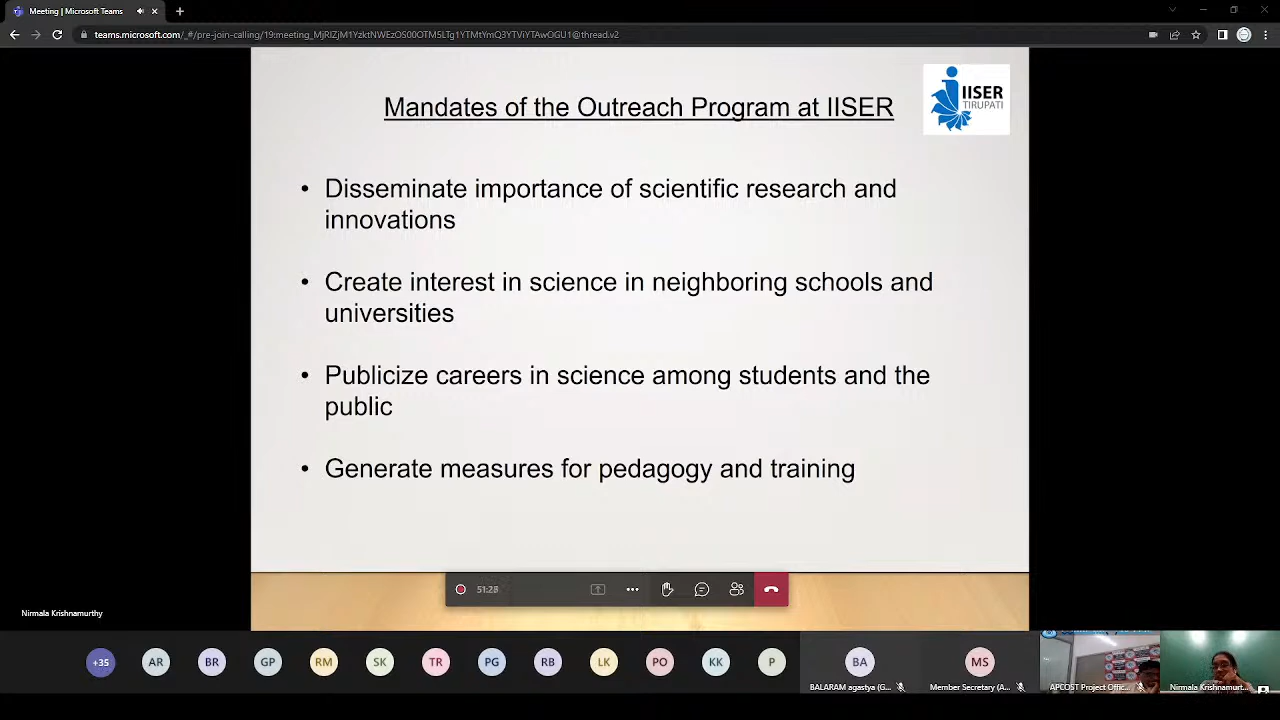 Meeting | Microsoft Teams
teams.microsoft.com/_#/pre-join-calling/19:meeting_MjRlZjM1YzktNWEzOS00OTM5LTg1YTMtYmQ3YTViYTAwOGU1@thread.v2
Mandates of the Outreach Program at IISER
IISER
TIRUPATI
• Disseminate importance of scientific research and
innovations
• Create interest in science in neighboring schools and
universities
• Publicize careers in science among students and the
public
• Generate measures for pedagogy and training
51:28
Nirmala Krishnamurthy
+35
AR
BR
GP
RM
SK
TR
PG
RB
LK
PO
KK
P
BA
MS
BALARAM agastya (G...
Member Secretary (A...
APCOST Project Offic...
Nirmala Krishnamurt...